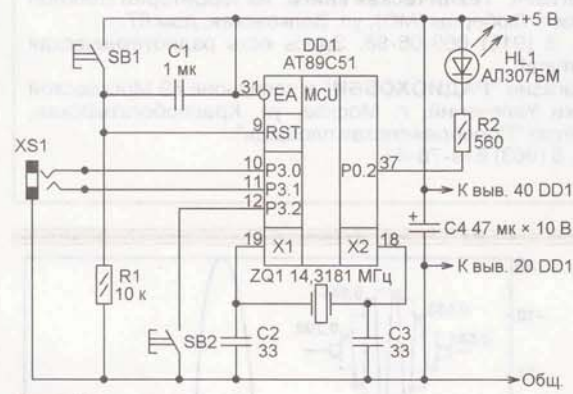 +5 В
SB1
C1
1 мк
DD1
AT89C51
HL1
АЛ307БМ
31
EA
MCU
9
RST
R2
560
XS1
10
P3.0
P0.2
37
11
P3.1
12
P3.2
К выв. 40 DD1
+
C4 47 мк × 10 В
19
X1
X2
18
К выв. 20 DD1
R1
10 к
ZQ1 14,3181 МГц
SB2
C2
33
C3
33
Общ.